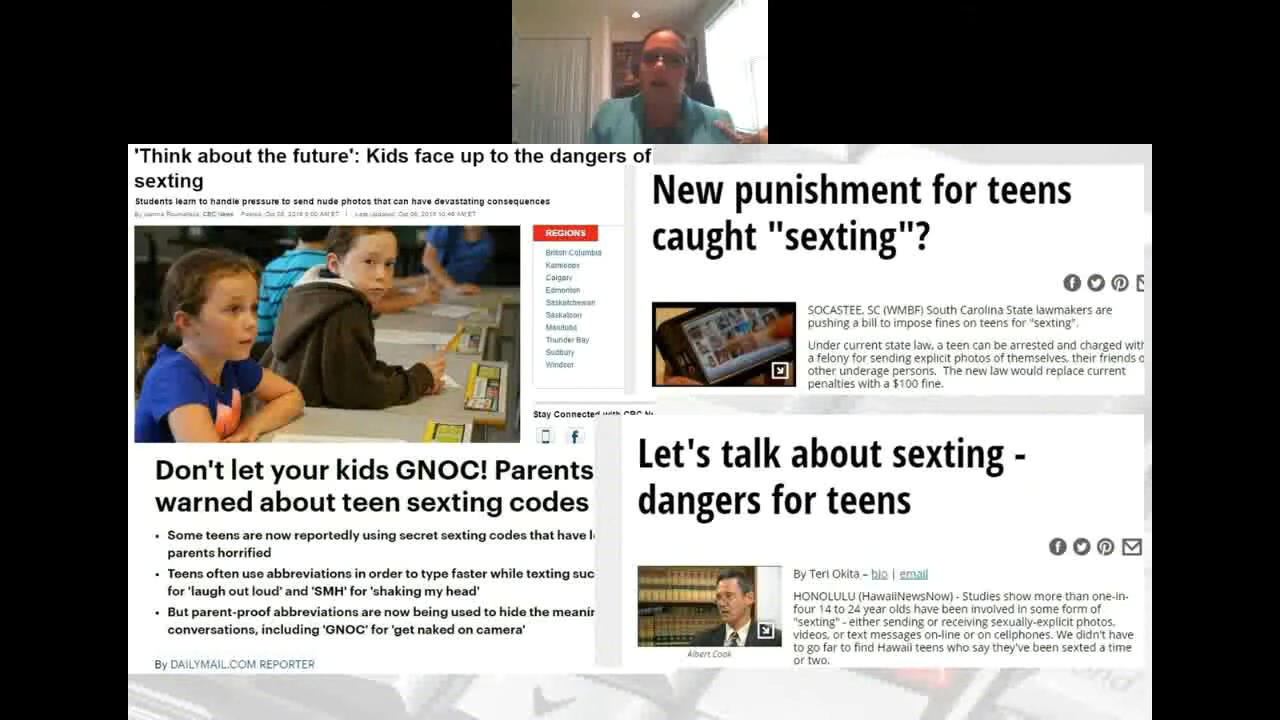 'Think about the future': Kids face up to the dangers of
sexting
Students learn to handle pressure to send nude photos that can have devastating consequences
CBC News
REGIONS
British Columbia
Kamloops
Calgary
Edmonton
Saskatchewan
Saskatoon
Manitoba
Thunder Bay
Sudbury
Windsor
Stay Connected with CBC
Don't let your kids GNOC! Parents
warned about teen sexting codes
• Some teens are now reportedly using secret sexting codes that have
parents horrified
• Teens often use abbreviations in order to type faster while texting suc
for 'laugh out loud' and 'SMH' for 'shaking my head'
• But parent-proof abbreviations are now being used to hide the meanin
conversations, including 'GNOC' for 'get naked on camera'
By DAILYMAIL.COM REPORTER
New punishment for teens
caught "sexting"?
SOCASTEE, SC (WMBF) South Carolina State lawmakers are
pushing a bill to impose fines on teens for "sexting".
Under current state law, a teen can be arrested and charged with
a felony for sending explicit photos of themselves, their friends o
other underage persons. The new law would replace current
penalties with a $100 fine.
Let's talk about sexting -
dangers for teens
By Teri Okita – bio | email
HONOLULU (HawaiiNewsNow) - Studies show more than one-in-
four 14 to 24 year olds have been involved in some form of
"sexting" - either sending or receiving sexually-explicit photos,
videos, or text messages on-line or on cellphones. We didn't have
to go far to find Hawaii teens who say they've been sexted a time
or two.
Albert Cook